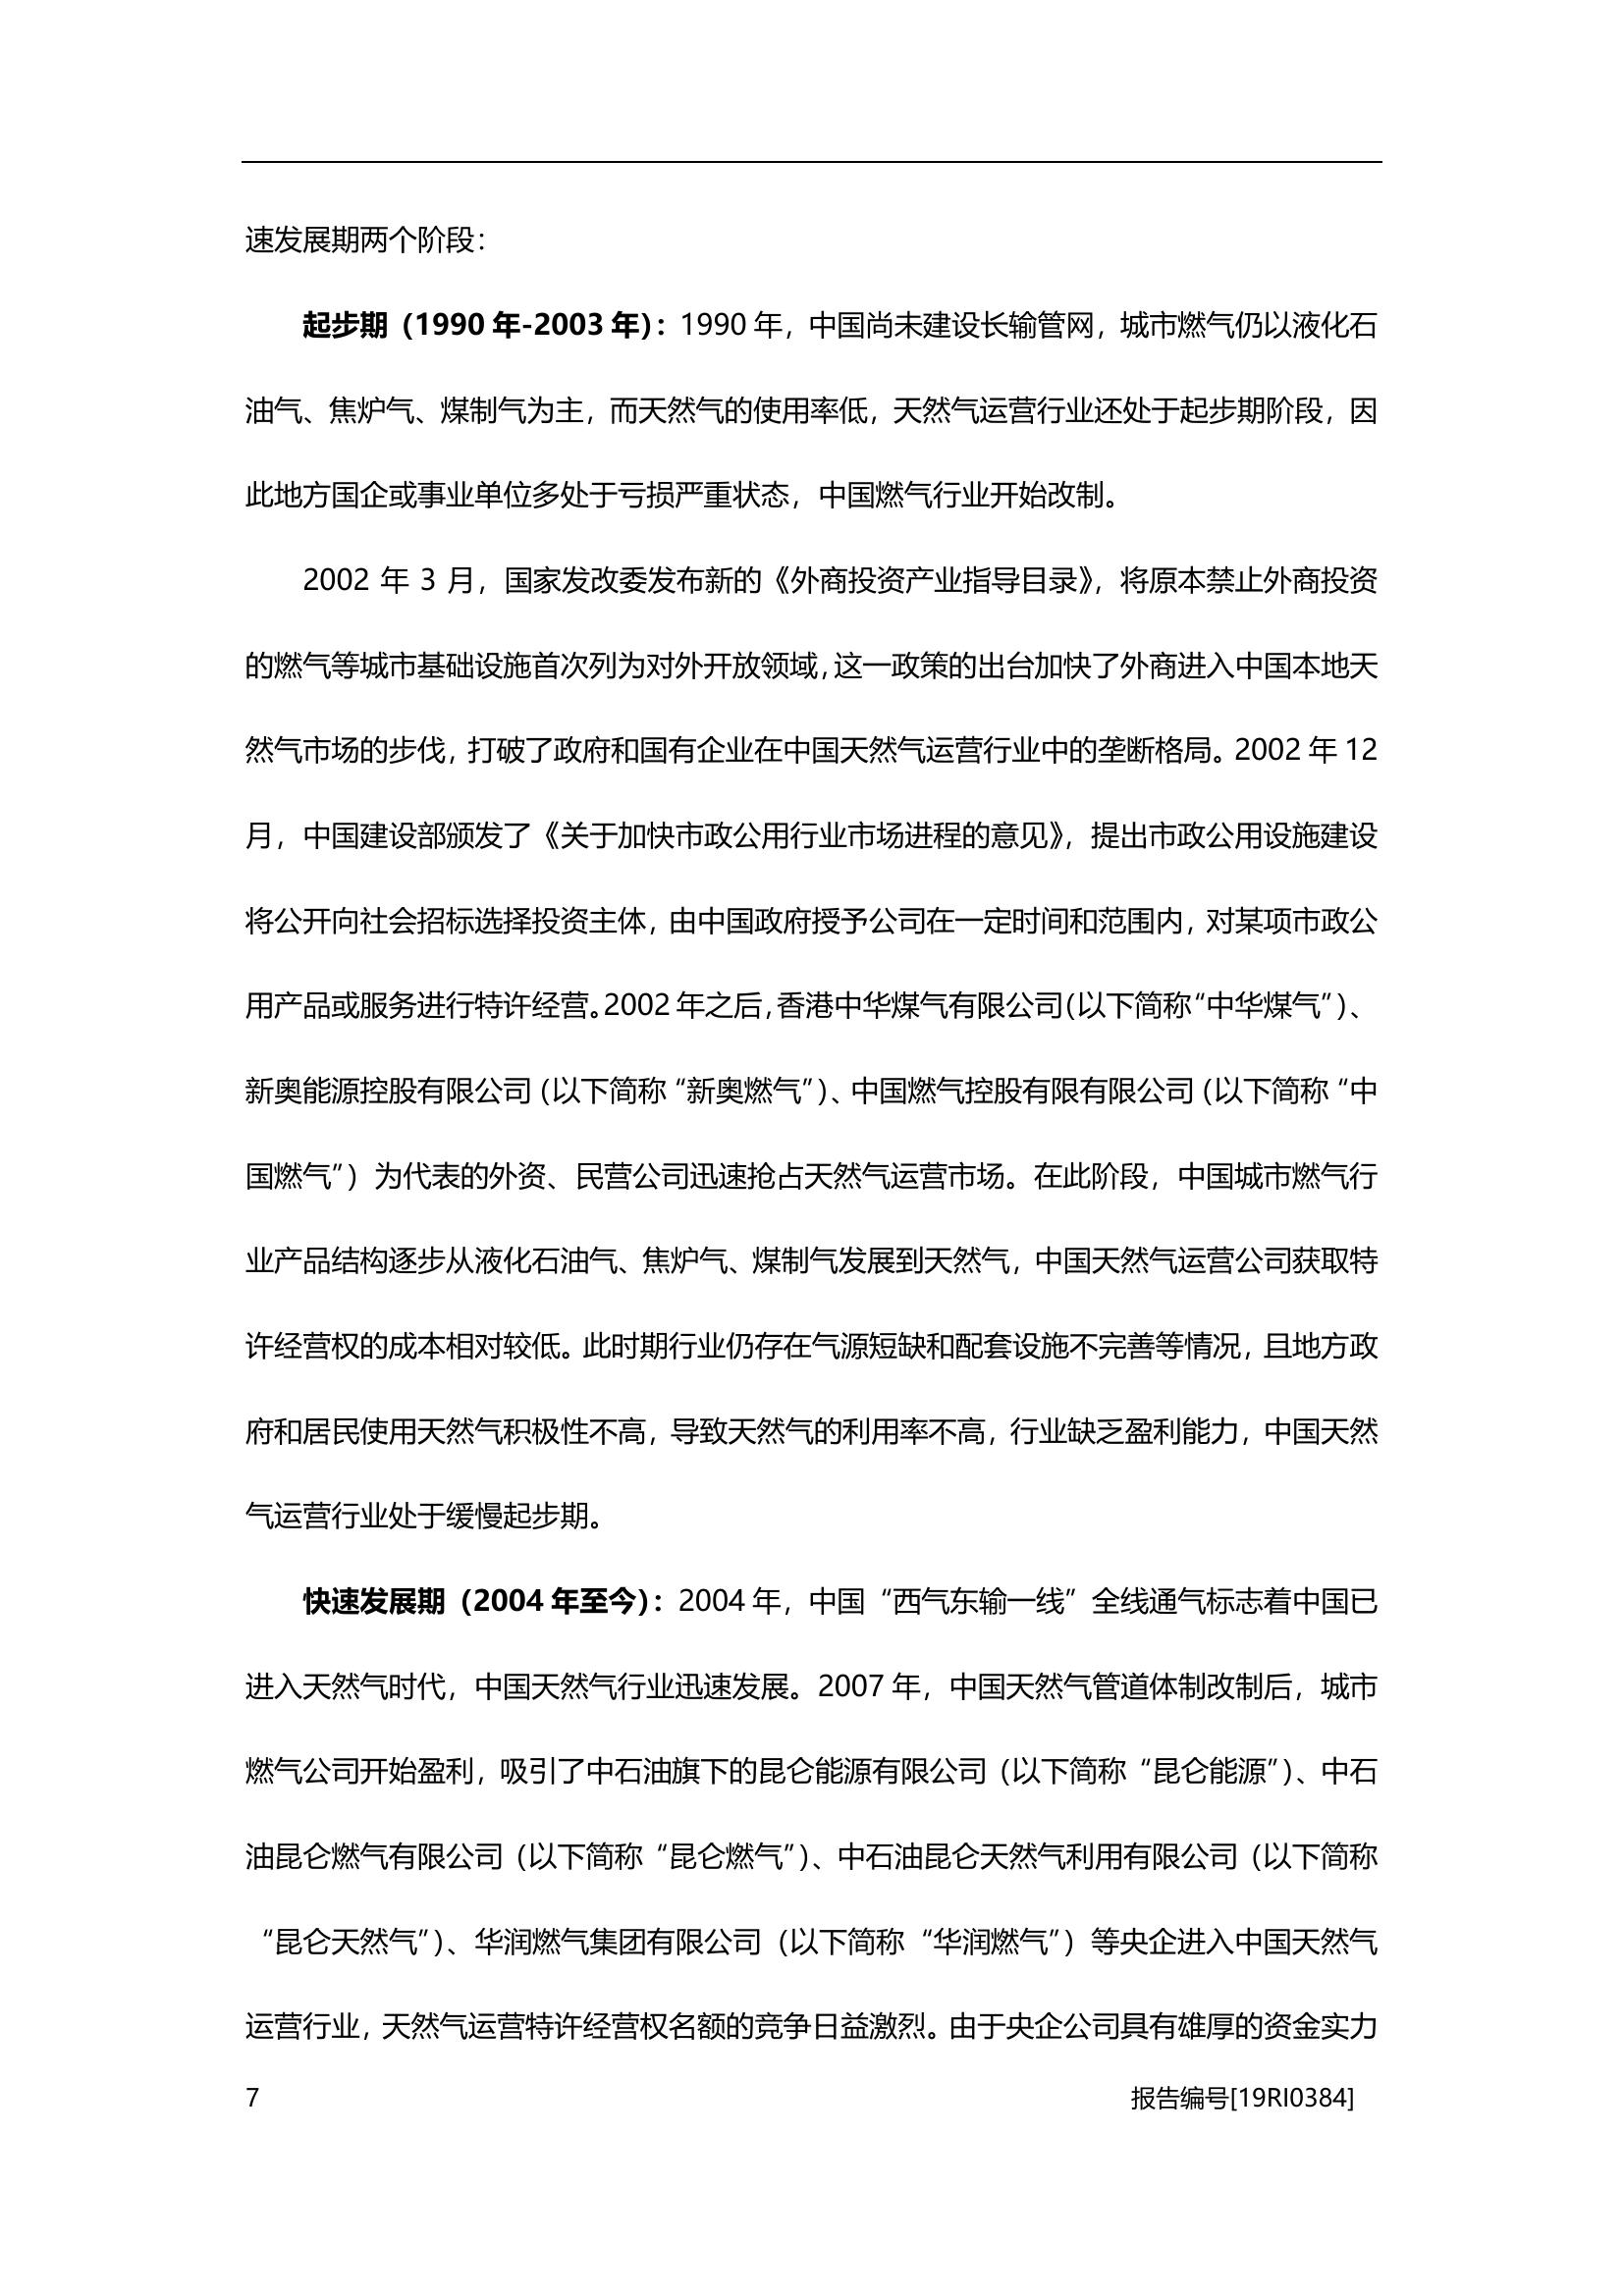 速发展期两个阶段：
起步期（1990 年-2003 年）：1990 年，中国尚未建设长输管网，城市燃气仍以液化石
油气、焦炉气、煤制气为主，而天然气的使用率低，天然气运营行业还处于起步期阶段，因
此地方国企或事业单位多处于亏损严重状态，中国燃气行业开始改制。
2002 年 3 月，国家发改委发布新的《外商投资产业指导目录》，将原本禁止外商投资
的燃气等城市基础设施首次列为对外开放领域，这一政策的出台加快了外商进入中国本地天
然气市场的步伐，打破了政府和国有企业在中国天然气运营行业中的垄断格局。2002 年 12
月，中国建设部颁发了《关于加快市政公用行业市场进程的意见》，提出市政公用设施建设
将公开向社会招标选择投资主体，由中国政府授予公司在一定时间和范围内，对某项市政公
用产品或服务进行特许经营。2002 年之后，香港中华煤气有限公司（以下简称“中华煤气”）、
新奥能源控股有限公司（以下简称“新奥燃气”）、中国燃气控股有限有限公司（以下简称“中
国燃气”）为代表的外资、民营公司迅速抢占天然气运营市场。在此阶段，中国城市燃气行
业产品结构逐步从液化石油气、焦炉气、煤制气发展到天然气，中国天然气运营公司获取特
许经营权的成本相对较低。此时期行业仍存在气源短缺和配套设施不完善等情况，且地方政
府和居民使用天然气积极性不高，导致天然气的利用率不高，行业缺乏盈利能力，中国天然
气运营行业处于缓慢起步期。
快速发展期（2004 年至今）：2004 年，中国“西气东输一线”全线通气标志着中国已
进入天然气时代，中国天然气行业迅速发展。2007 年，中国天然气管道体制改制后，城市
燃气公司开始盈利，吸引了中石油旗下的昆仑能源有限公司（以下简称“昆仑能源”）、中石
油昆仑燃气有限公司（以下简称“昆仑燃气”）、中石油昆仑天然气利用有限公司（以下简称
“昆仑天然气”）、华润燃气集团有限公司（以下简称“华润燃气”）等央企进入中国天然气
运营行业，天然气运营特许经营权名额的竞争日益激烈。由于央企公司具有雄厚的资金实力
7 报告编号[19RI0384]